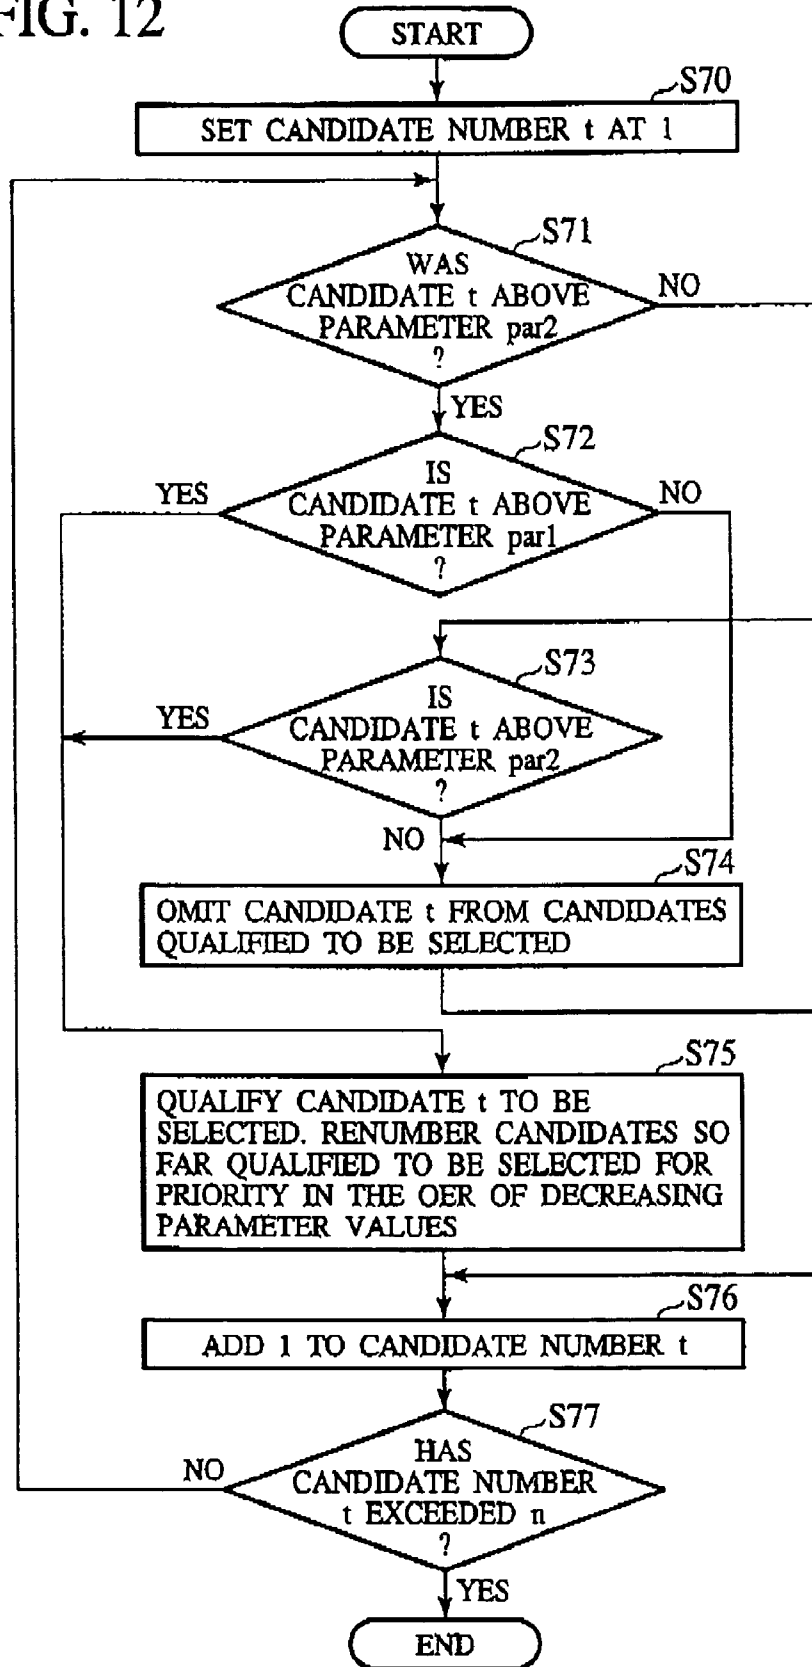 FIG. 12
START
S70
SET CANDIDATE NUMBER t AT 1
S71
WAS
CANDIDATE t ABOVE
PARAMETER par2
?
NO
YES
S72
IS
CANDIDATE t ABOVE
PARAMETER par1
?
YES
NO
S73
IS
CANDIDATE t ABOVE
PARAMETER par2
?
YES
NO
S74
OMIT CANDIDATE t FROM CANDIDATES
QUALIFIED TO BE SELECTED
S75
QUALIFY CANDIDATE t TO BE
SELECTED. RENUMBER CANDIDATES SO
FAR QUALIFIED TO BE SELECTED FOR
PRIORITY IN THE OER OF DECREASING
PARAMETER VALUES
S76
ADD 1 TO CANDIDATE NUMBER t
S77
HAS
CANDIDATE NUMBER
t EXCEEDED n
?
NO
YES
END